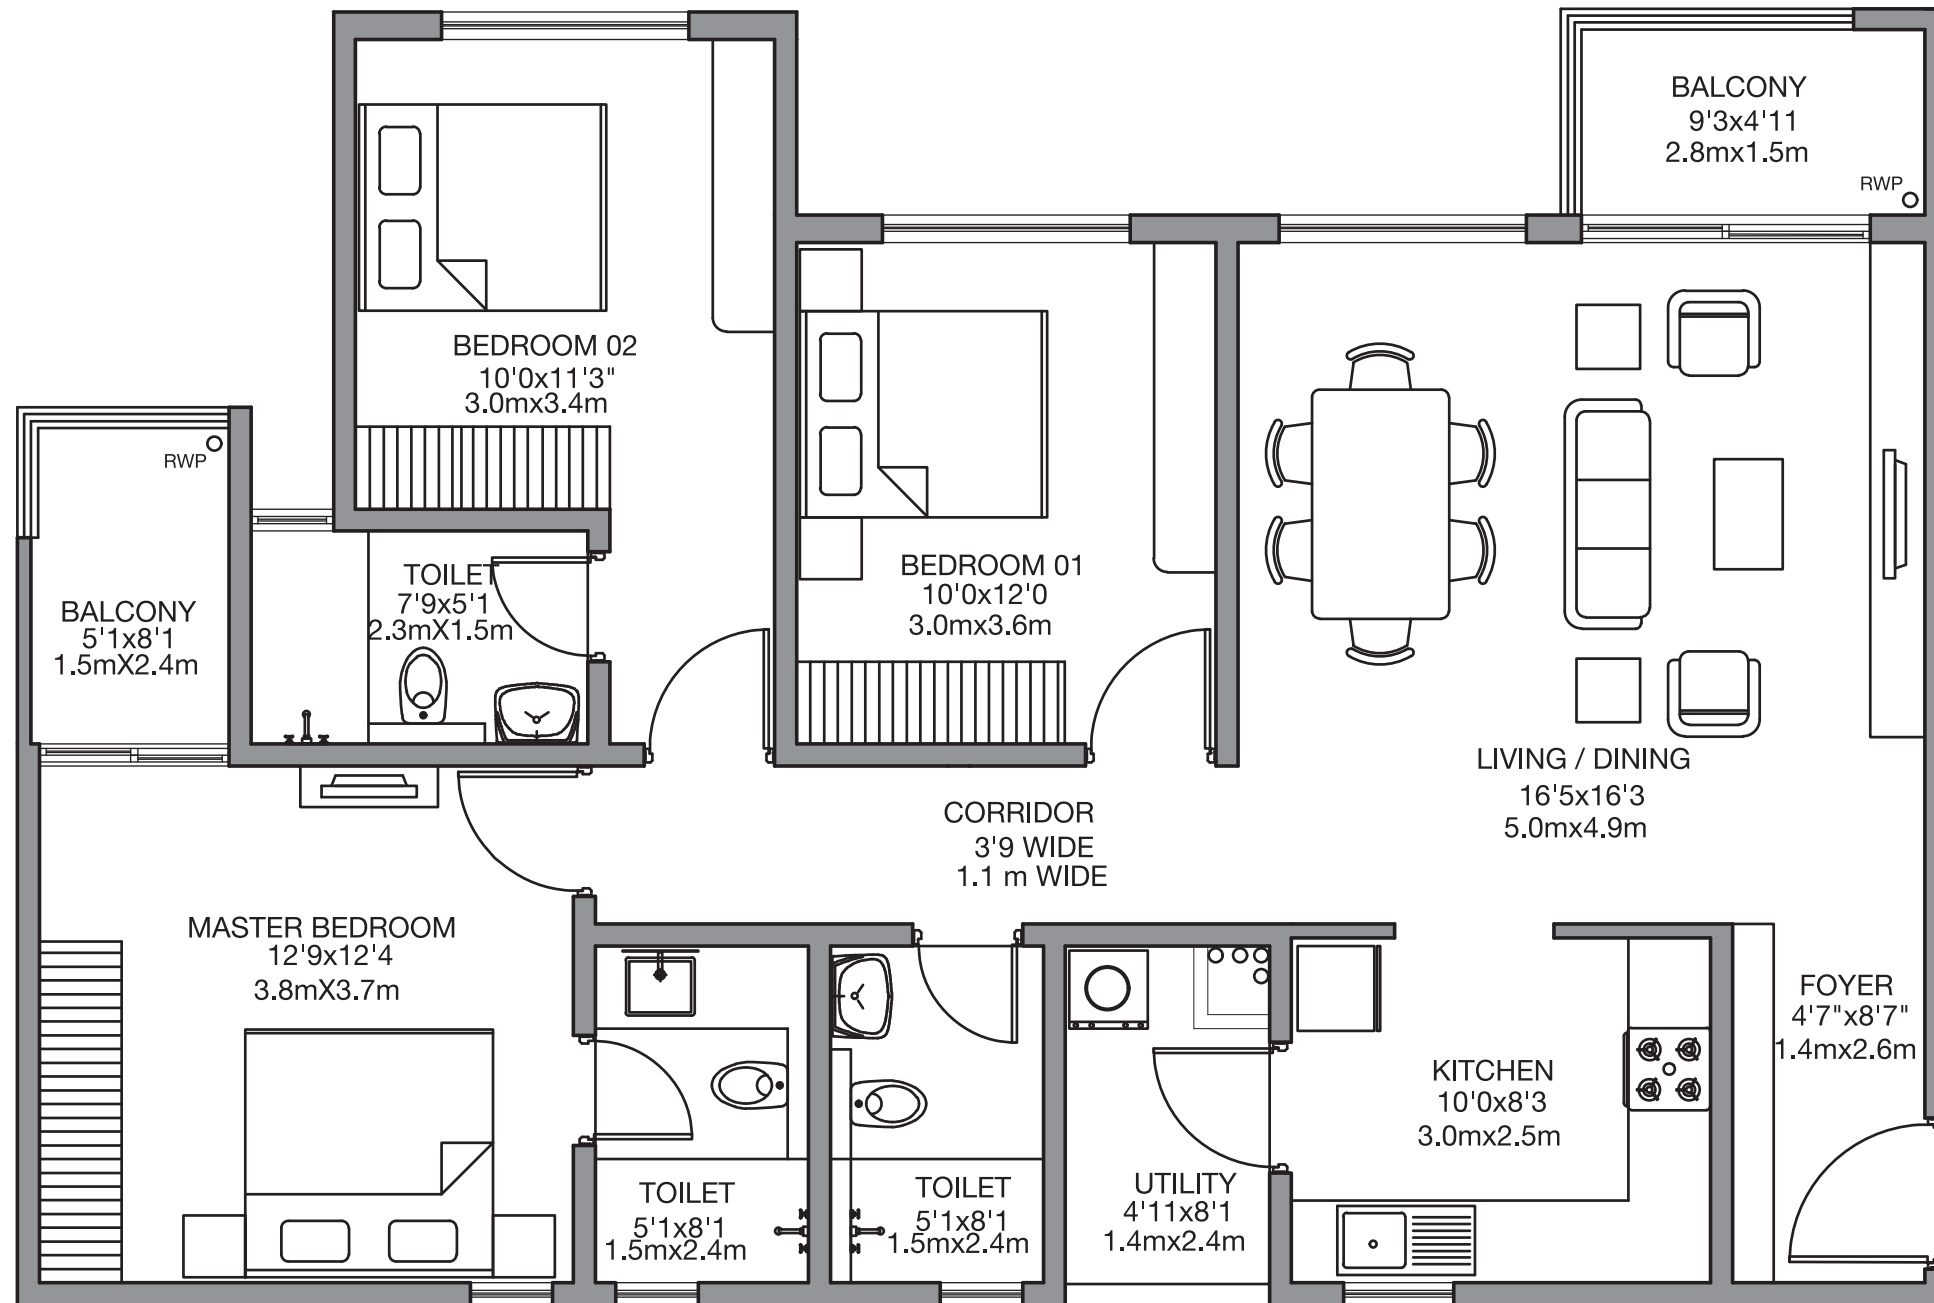 BALCONY
9'3x4'11
2.8mx1.5m
RWP
BEDROOM 02
10'0x11'3"
3.0mx3.4m
RWP
BALCONY
5'1x8'1
1.5mX2.4m
TOILET
7'9x5'1
2.3mX1.5m
BEDROOM 01
10'0x12'0
3.0mx3.6m
LIVING / DINING
16'5x16'3
5.0mx4.9m
CORRIDOR
3'9 WIDE
1.1 m WIDE
MASTER BEDROOM
12'9x12'4
3.8mX3.7m
FOYER
4'7"x8'7"
1.4mx2.6m
KITCHEN
10'0x8'3
3.0mx2.5m
TOILET
5'1x8'1
1.5mx2.4m
TOILET
5'1x8'1
1.5mx2.4m
UTILITY
4'11x8'1
1.4mx2.4m